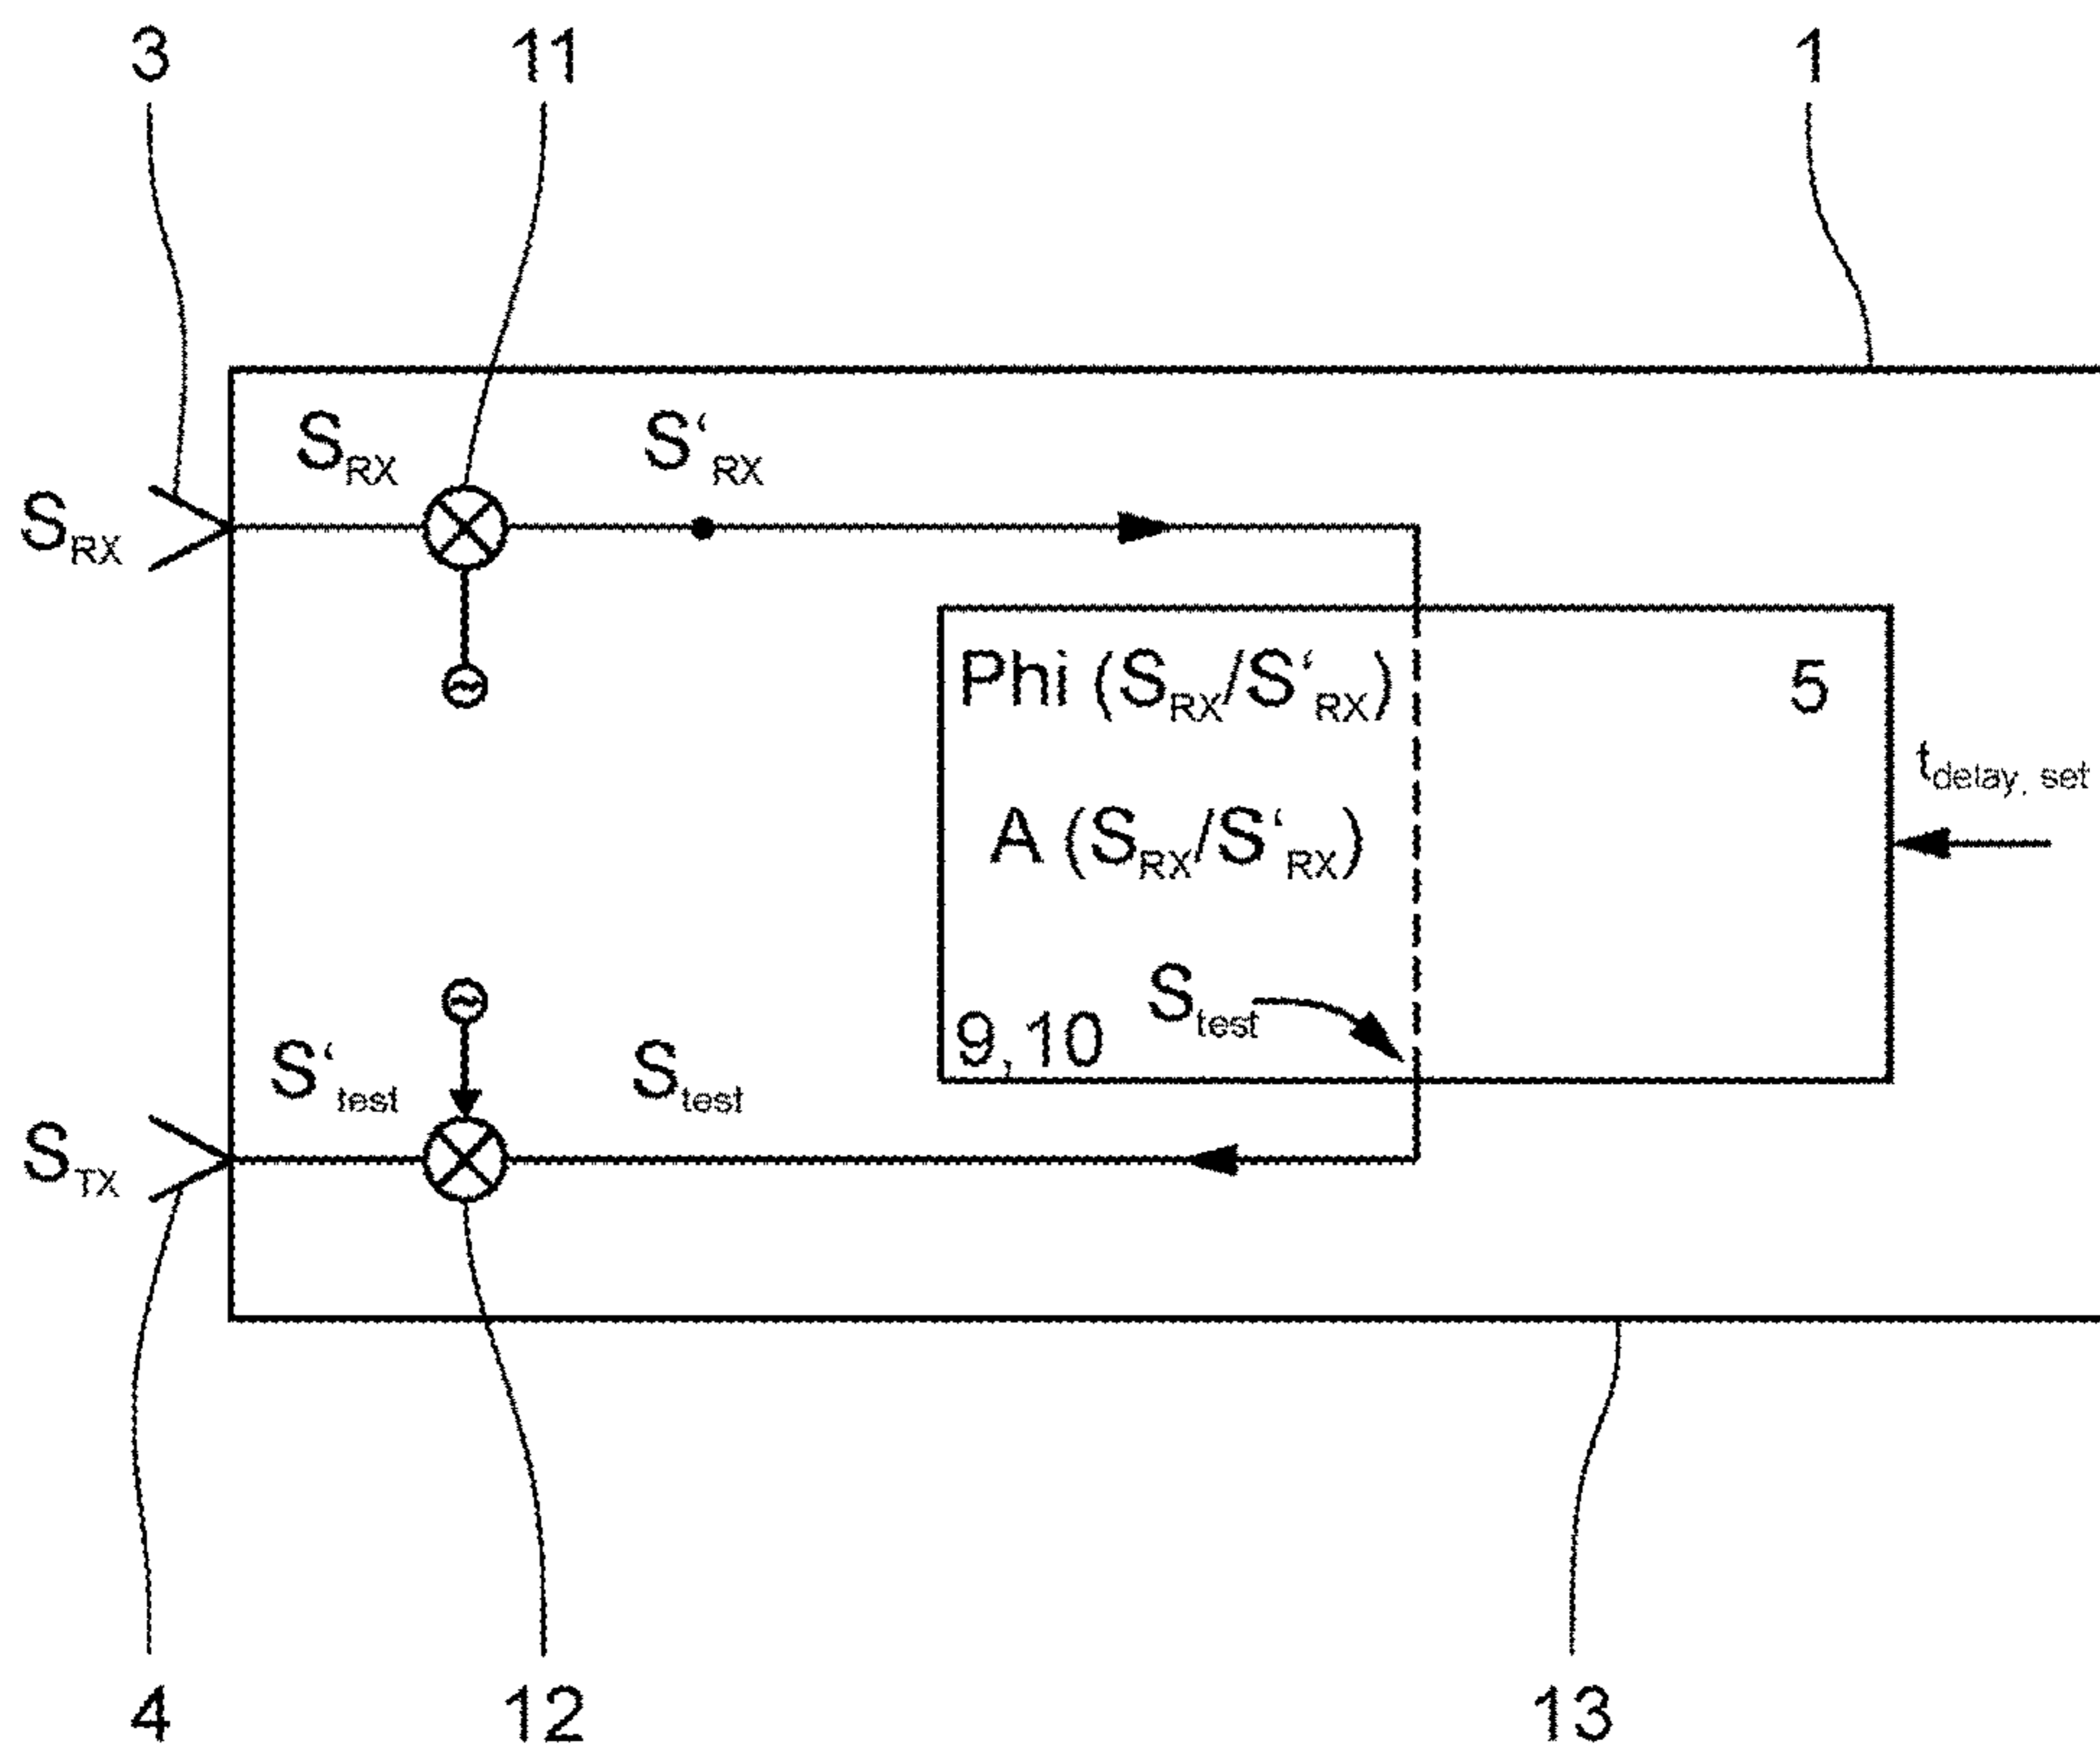 3 11 1
S_RX S'_RX
S_RX
Phi (S_RX/S'_RX) 5
t_delay, set
A (S_RX/S'_RX)
S_test
9,10
S'_test S_test
S_TX
4 12 13